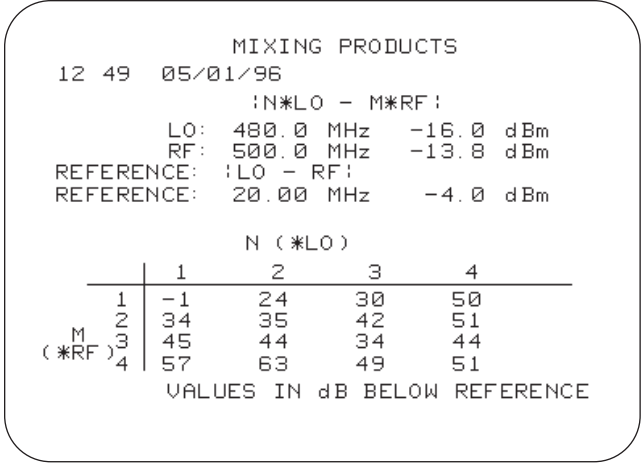 MIXING PRODUCTS
12 49 05/01/96
¦N*LO - M*RF¦
LO: 480.0 MHz -16.0 dBm
RF: 500.0 MHz -13.8 dBm
REFERENCE: ¦LO - RF¦
REFERENCE: 20.00 MHz -4.0 dBm
N (*LO)
1 2 3 4
1 -1 24 30 50
2 34 35 42 51
M
(*RF)
3 45 44 34 44
4 57 63 49 51
VALUES IN dB BELOW REFERENCE